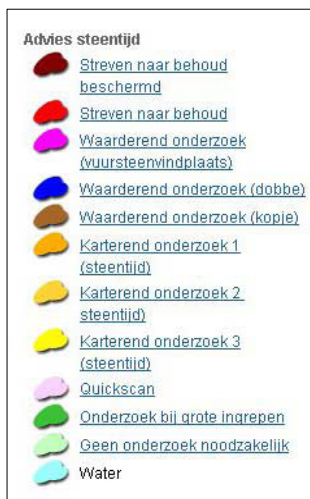 Advies steentijd
Streven naar behoud
beschermd
Streven naar behoud
Waarderend onderzoek
(vuursteenvindplaats)
Waarderend onderzoek (dobbe)
Waarderend onderzoek (kopje)
Karterend onderzoek 1
(steentijd)
Karterend onderzoek 2
steentijd)
Karterend onderzoek 3
(steentijd)
Quickscan
Onderzoek bij grote ingrepen
Geen onderzoek noodzakelijk
Water